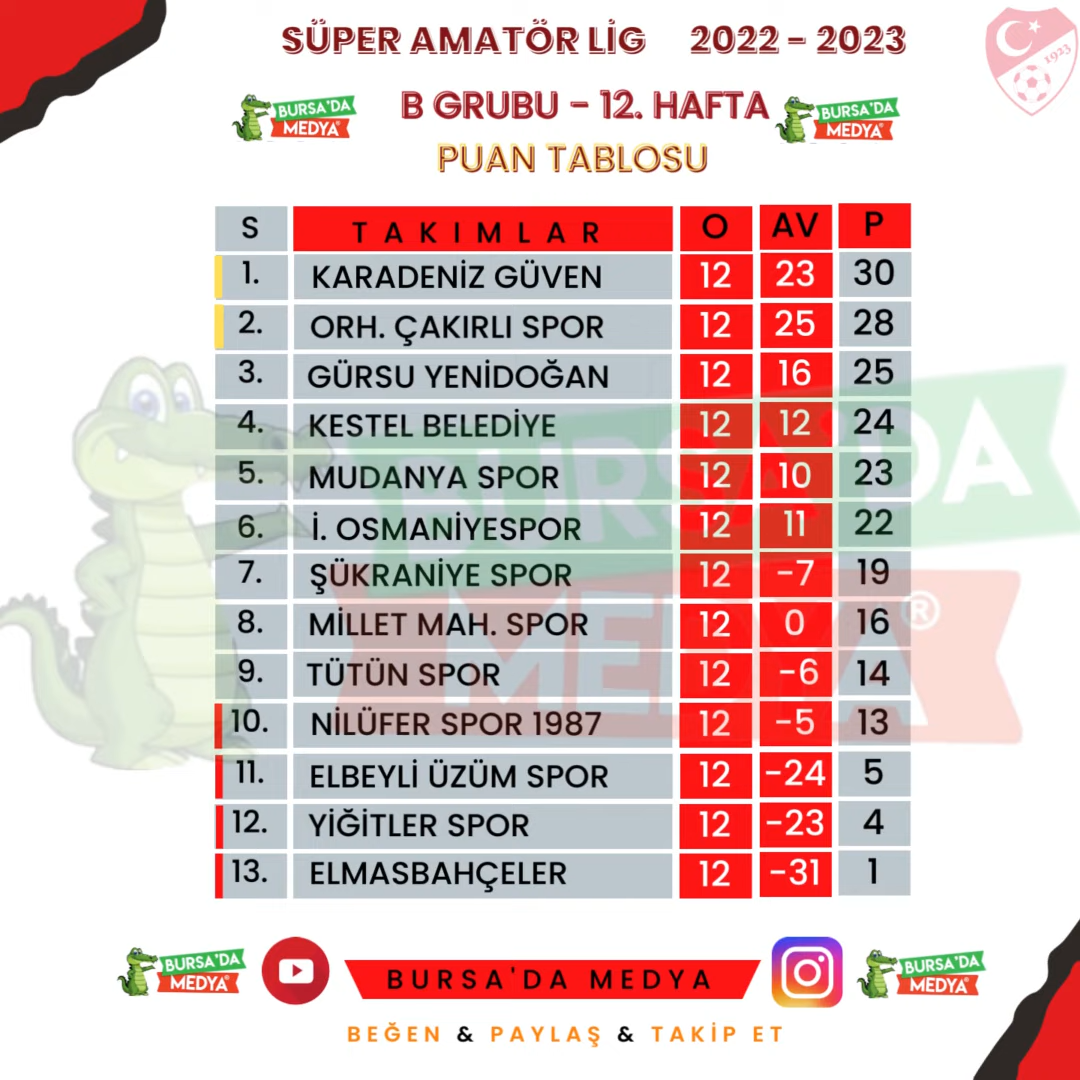 SÜPER AMATÖR LİG 2022 - 2023
1923
BURSA'DA MEDYA® B GRUBU - 12. HAFTA BURSA'DA MEDYA®
PUAN TABLOSU
S TAKIMLAR O AV P
1. KARADENİZ GÜVEN 12 23 30
2. ORH. ÇAKIRLI SPOR 12 25 28
3. GÜRSU YENİDOĞAN 12 16 25
4. KESTEL BELEDİYE 12 12 24
5. MUDANYA SPOR 12 10 23
6. İ. OSMANİYESPOR 12 11 22
7. ŞÜKRANİYE SPOR 12 -7 19
8. MİLLET MAH. SPOR 12 0 16
9. TÜTÜN SPOR 12 -6 14
10. NİLÜFER SPOR 1987 12 -5 13
11. ELBEYLİ ÜZÜM SPOR 12 -24 5
12. YİĞİTLER SPOR 12 -23 4
13. ELMASBAHÇELER 12 -31 1
BURSA'DA
MEDYA®
BURSA'DA MEDYA® BURSA'DA MEDYA BURSA'DA MEDYA®
BEĞEN & PAYLAŞ & TAKİP ET